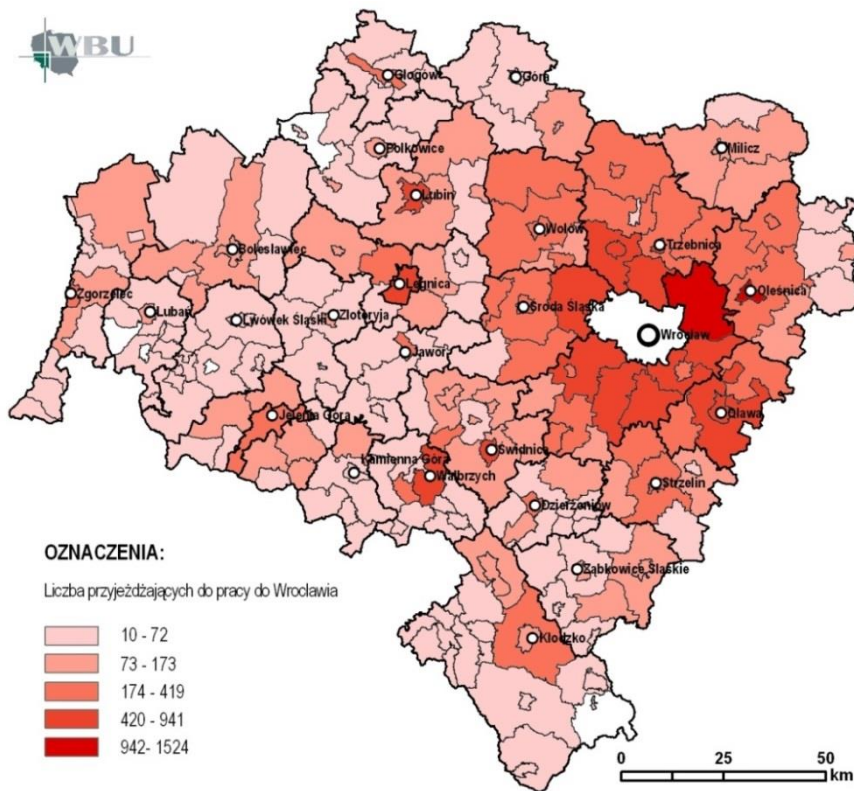 WBU
Głogów
Góra
Polkowice
Milicz
Lubin
Wołów
Trzebnica
Bolesławiec
Legnica
Oleśnica
Zgorzelec
Środa Śląska
Lubań
Lwówek Śląski
Złotoryja
Wrocław
Jawor
Jelenia Góra
Oława
Świdnica
Kamienna Góra
Wałbrzych
Strzelin
Dzierżoniów
OZNACZENIA:
Ząbkowice Śląskie
Liczba przyjeżdżających do pracy do Wrocławia
10 - 72
73 - 173
Kłodzko
174 - 419
420 - 941
942- 1524
0 25 50
km